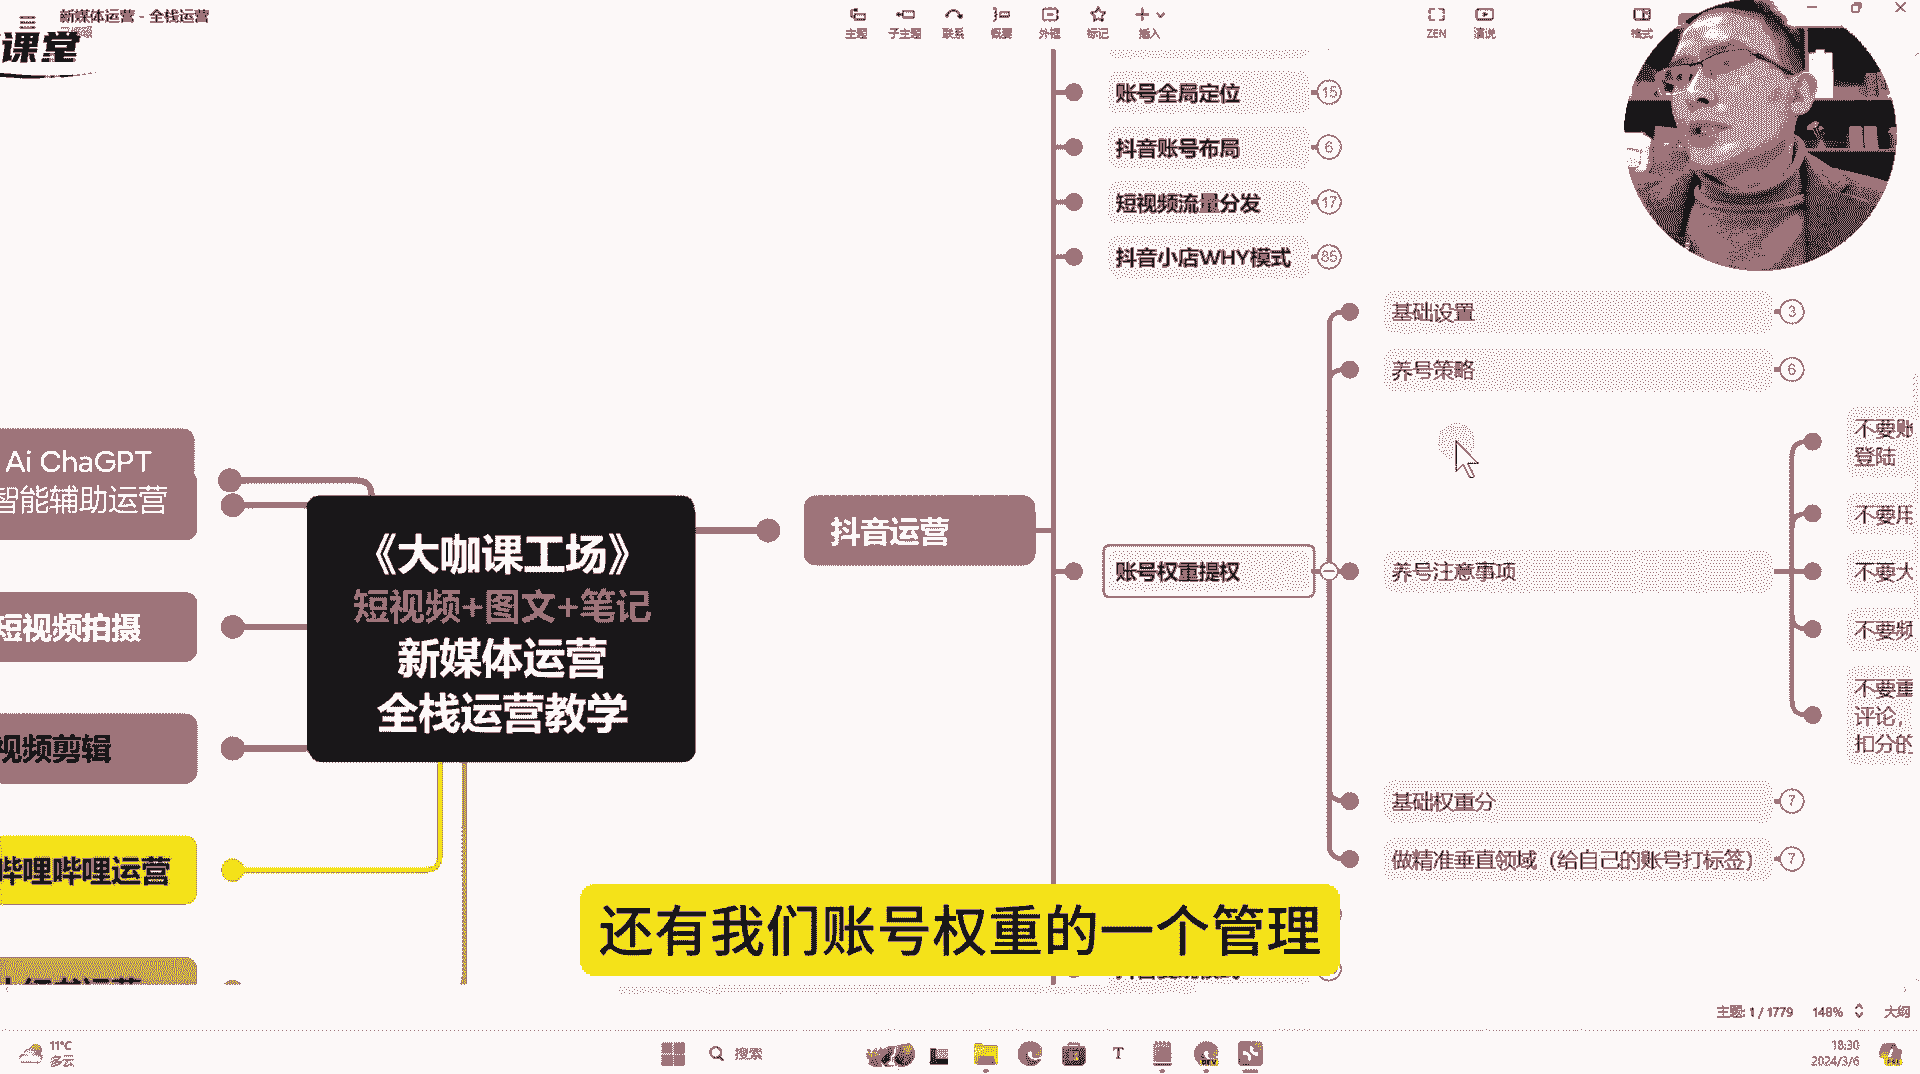 新媒体运营 - 全栈运营
课堂
主题
子主题
联系
概要
外框
标记
插入
ZEN
演说
格式
账号全局定位
15
抖音账号布局
6
短视频流量分发
17
抖音小店WHY模式
85
基础设置
3
养号策略
6
不要账
登陆
不要用
养号注意事项
不要大
不要频
不要重
评论,
扣分的
基础权重分
7
做精准垂直领域（给自己的账号打标签）
7
账号权重提权
抖音运营
Ai ChaGPT
智能辅助运营
《大咖课工场》
短视频+图文+笔记
新媒体运营
全栈运营教学
短视频拍摄
视频剪辑
哔哩哔哩运营
还有我们账号权重的一个管理
主题: 1 / 1779
148%
大纲
11°C
多云
搜索
18:30
2024/3/6